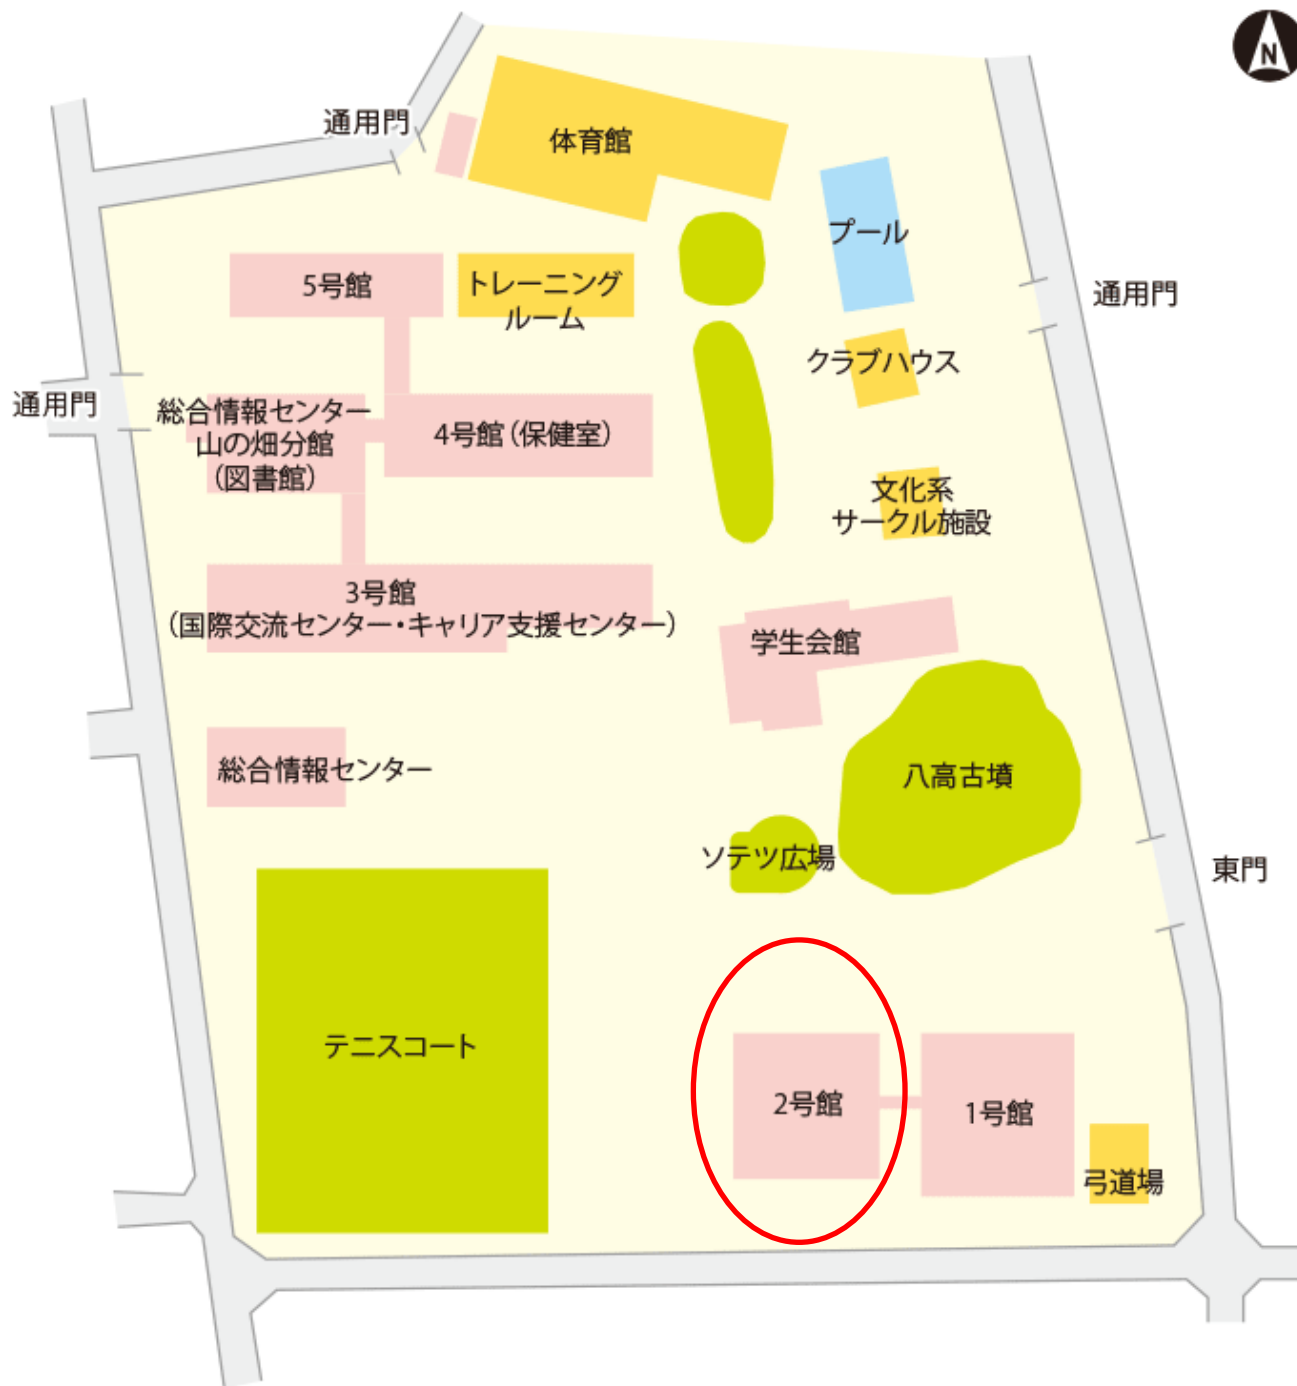 N
通用門
体育館
プール
5号館
トレーニング
ルーム
通用門
クラブハウス
通用門
総合情報センター
山の畑分館
（図書館）
4号館（保健室）
文化系
サークル施設
3号館
（国際交流センター・キャリア支援センター）
学生会館
総合情報センター
八高古墳
ソテツ広場
東門
テニスコート
2号館
1号館
弓道場